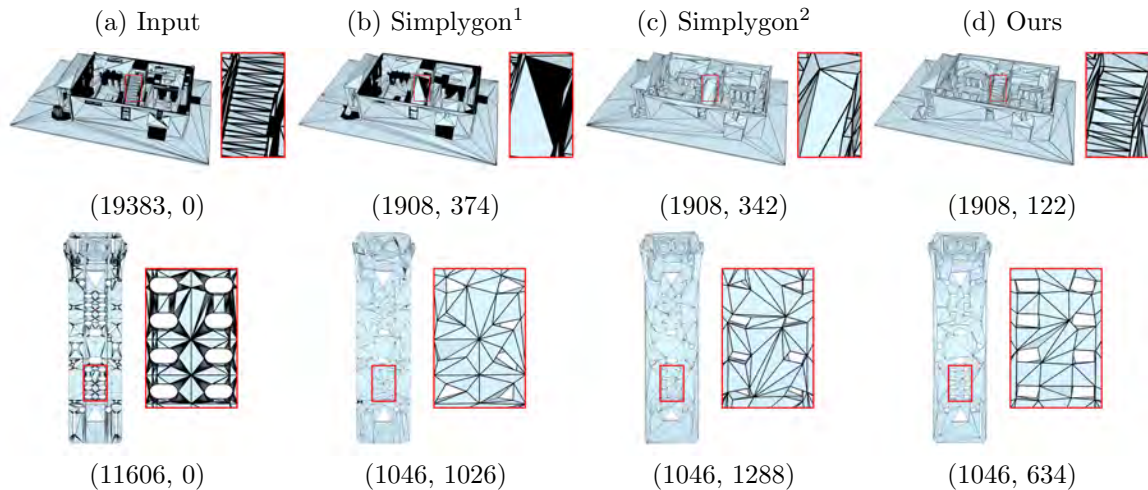 (a) Input (b) Simplygon¹ (c) Simplygon² (d) Ours
(19383, 0) (1908, 374) (1908, 342) (1908, 122)
(11606, 0) (1046, 1026) (1046, 1288) (1046, 634)